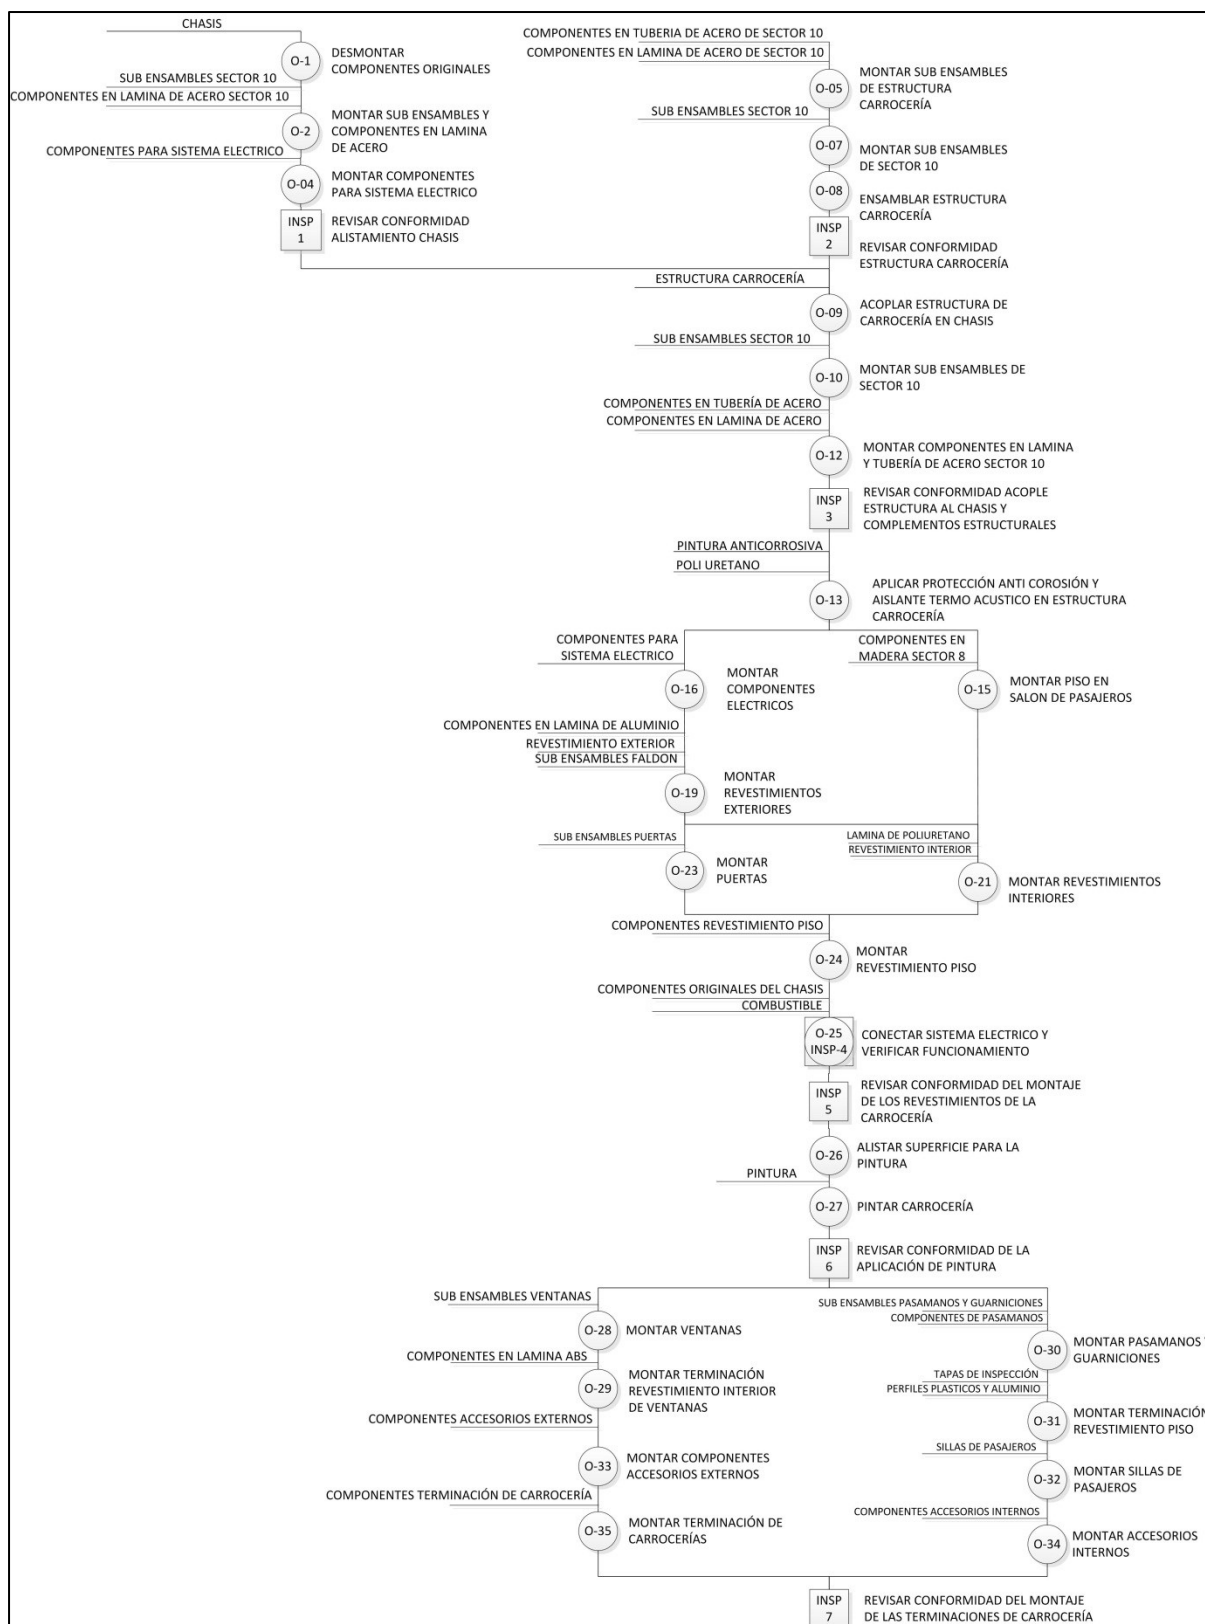 CHASIS
O-1
DESMONTAR
COMPONENTES ORIGINALES
SUB ENSAMBLES SECTOR 10
COMPONENTES EN LAMINA DE ACERO SECTOR 10
O-2
MONTAR SUB ENSAMBLES Y
COMPONENTES EN LAMINA
DE ACERO
COMPONENTES PARA SISTEMA ELECTRICO
O-04
MONTAR COMPONENTES
PARA SISTEMA ELECTRICO
INSP
1
REVISAR CONFORMIDAD
ALISTAMIENTO CHASIS
COMPONENTES EN TUBERIA DE ACERO DE SECTOR 10
COMPONENTES EN LAMINA DE ACERO DE SECTOR 10
O-05
MONTAR SUB ENSAMBLES
DE ESTRUCTURA
CARROCERÍA
SUB ENSAMBLES SECTOR 10
O-07
MONTAR SUB ENSAMBLES
DE SECTOR 10
O-08
ENSAMBLAR ESTRUCTURA
CARROCERÍA
INSP
2
REVISAR CONFORMIDAD
ESTRUCTURA CARROCERÍA
ESTRUCTURA CARROCERÍA
O-09
ACOPLAR ESTRUCTURA DE
CARROCERÍA EN CHASIS
SUB ENSAMBLES SECTOR 10
O-10
MONTAR SUB ENSAMBLES DE
SECTOR 10
COMPONENTES EN TUBERÍA DE ACERO
COMPONENTES EN LAMINA DE ACERO
O-12
MONTAR COMPONENTES EN LAMINA
Y TUBERÍA DE ACERO SECTOR 10
INSP
3
REVISAR CONFORMIDAD ACOPLE
ESTRUCTURA AL CHASIS Y
COMPLEMENTOS ESTRUCTURALES
PINTURA ANTICORROSIVA
POLI URETANO
O-13
APLICAR PROTECCIÓN ANTI COROSIÓN Y
AISLANTE TERMO ACUSTICO EN ESTRUCTURA
CARROCERÍA
COMPONENTES PARA
SISTEMA ELECTRICO
O-16
MONTAR
COMPONENTES
ELECTRICOS
COMPONENTES EN
MADERA SECTOR 8
O-15
MONTAR PISO EN
SALON DE PASAJEROS
COMPONENTES EN LAMINA DE ALUMINIO
REVESTIMIENTO EXTERIOR
SUB ENSAMBLES FALDON
O-19
MONTAR
REVESTIMIENTOS
EXTERIORES
SUB ENSAMBLES PUERTAS
O-23
MONTAR
PUERTAS
LAMINA DE POLIURETANO
REVESTIMIENTO INTERIOR
O-21
MONTAR REVESTIMIENTOS
INTERIORES
COMPONENTES REVESTIMIENTO PISO
O-24
MONTAR
REVESTIMIENTO PISO
COMPONENTES ORIGINALES DEL CHASIS
COMBUSTIBLE
O-25
INSP-4
CONECTAR SISTEMA ELECTRICO Y
VERIFICAR FUNCIONAMIENTO
INSP
5
REVISAR CONFORMIDAD DEL MONTAJE
DE LOS REVESTIMIENTOS DE LA
CARROCERÍA
O-26
ALISTAR SUPERFICIE PARA LA
PINTURA
PINTURA
O-27
PINTAR CARROCERÍA
INSP
6
REVISAR CONFORMIDAD DE LA
APLICACIÓN DE PINTURA
SUB ENSAMBLES VENTANAS
O-28
MONTAR VENTANAS
COMPONENTES EN LAMINA ABS
O-29
MONTAR TERMINACIÓN
REVESTIMIENTO INTERIOR
DE VENTANAS
COMPONENTES ACCESORIOS EXTERNOS
O-33
MONTAR COMPONENTES
ACCESORIOS EXTERNOS
COMPONENTES TERMINACIÓN DE CARROCERÍA
O-35
MONTAR TERMINACIÓN DE
CARROCERÍAS
SUB ENSAMBLES PASAMANOS Y GUARNICIONES
COMPONENTES DE PASAMANOS
O-30
MONTAR PASAMANOS Y
GUARNICIONES
TAPAS DE INSPECCIÓN
PERFILES PLASTICOS Y ALUMINIO
O-31
MONTAR TERMINACIÓN
REVESTIMIENTO PISO
SILLAS DE PASAJEROS
O-32
MONTAR SILLAS DE
PASAJEROS
COMPONENTES ACCESORIOS INTERNOS
O-34
MONTAR ACCESORIOS
INTERNOS
INSP
7
REVISAR CONFORMIDAD DEL MONTAJE
DE LAS TERMINACIONES DE CARROCERÍA